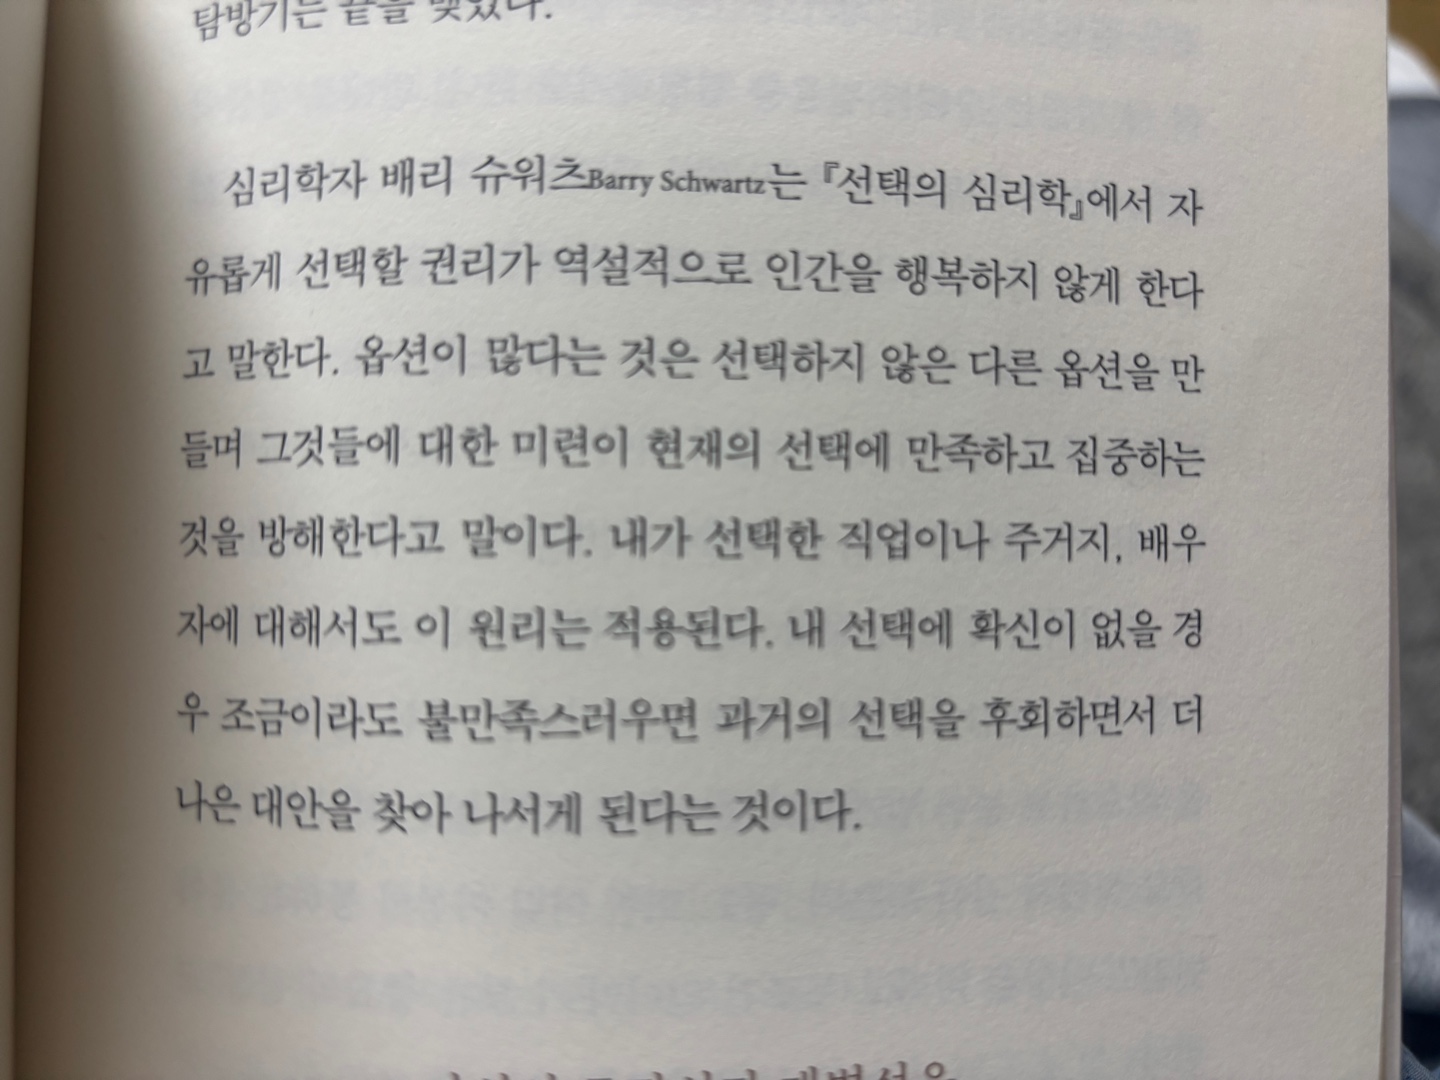 탐방기는 끝을 맺었다.
심리학자 배리 슈워츠Barry Schwartz는 『선택의 심리학』에서 자
유롭게 선택할 권리가 역설적으로 인간을 행복하지 않게 한다
고 말한다. 옵션이 많다는 것은 선택하지 않은 다른 옵션을 만
들며 그것들에 대한 미련이 현재의 선택에 만족하고 집중하는
것을 방해한다고 말이다. 내가 선택한 직업이나 주거지, 배우
자에 대해서도 이 원리는 적용된다. 내 선택에 확신이 없을 경
우 조금이라도 불만족스러우면 과거의 선택을 후회하면서 더
나은 대안을 찾아 나서게 된다는 것이다.